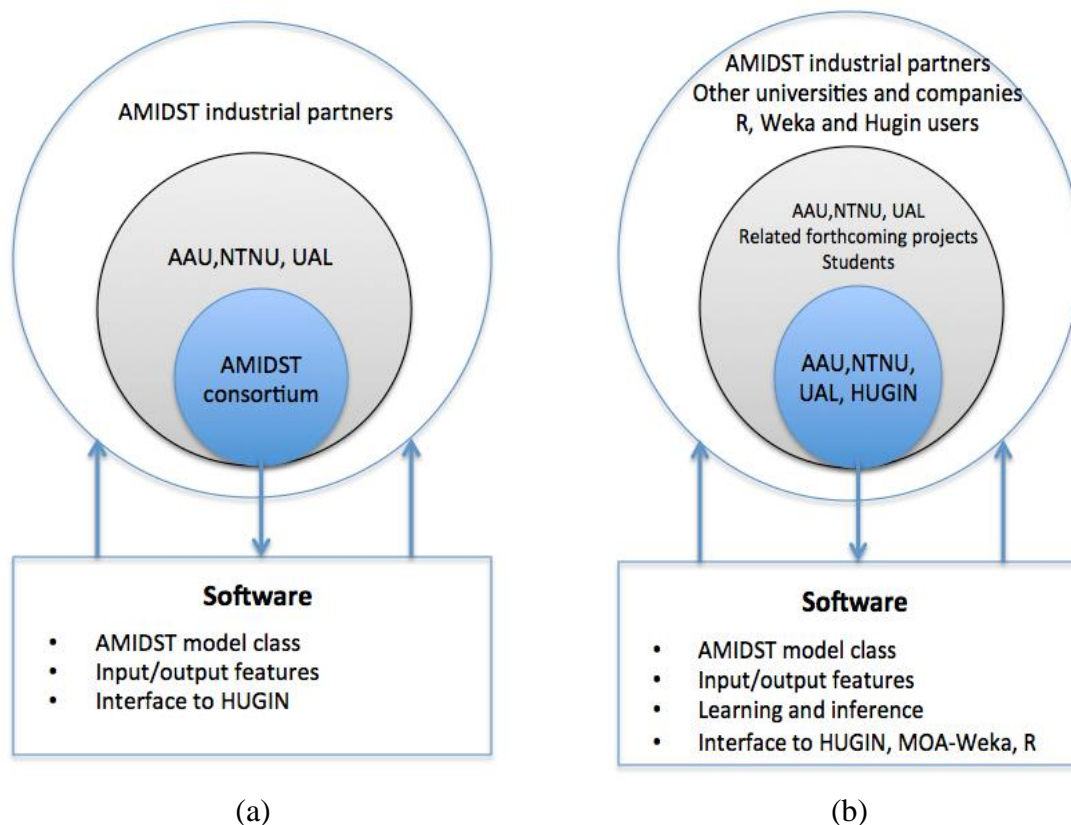 AMIDST industrial partners
AAU,NTNU, UAL
AMIDST
consortium
Software
• AMIDST model class
• Input/output features
• Interface to HUGIN
(a)
AMIDST industrial partners
Other universities and companies
R, Weka and Hugin users
AAU,NTNU, UAL
Related forthcoming projects
Students
AAU,NTNU,
UAL, HUGIN
Software
• AMIDST model class
• Input/output features
• Learning and inference
• Interface to HUGIN, MOA-Weka, R
(b)